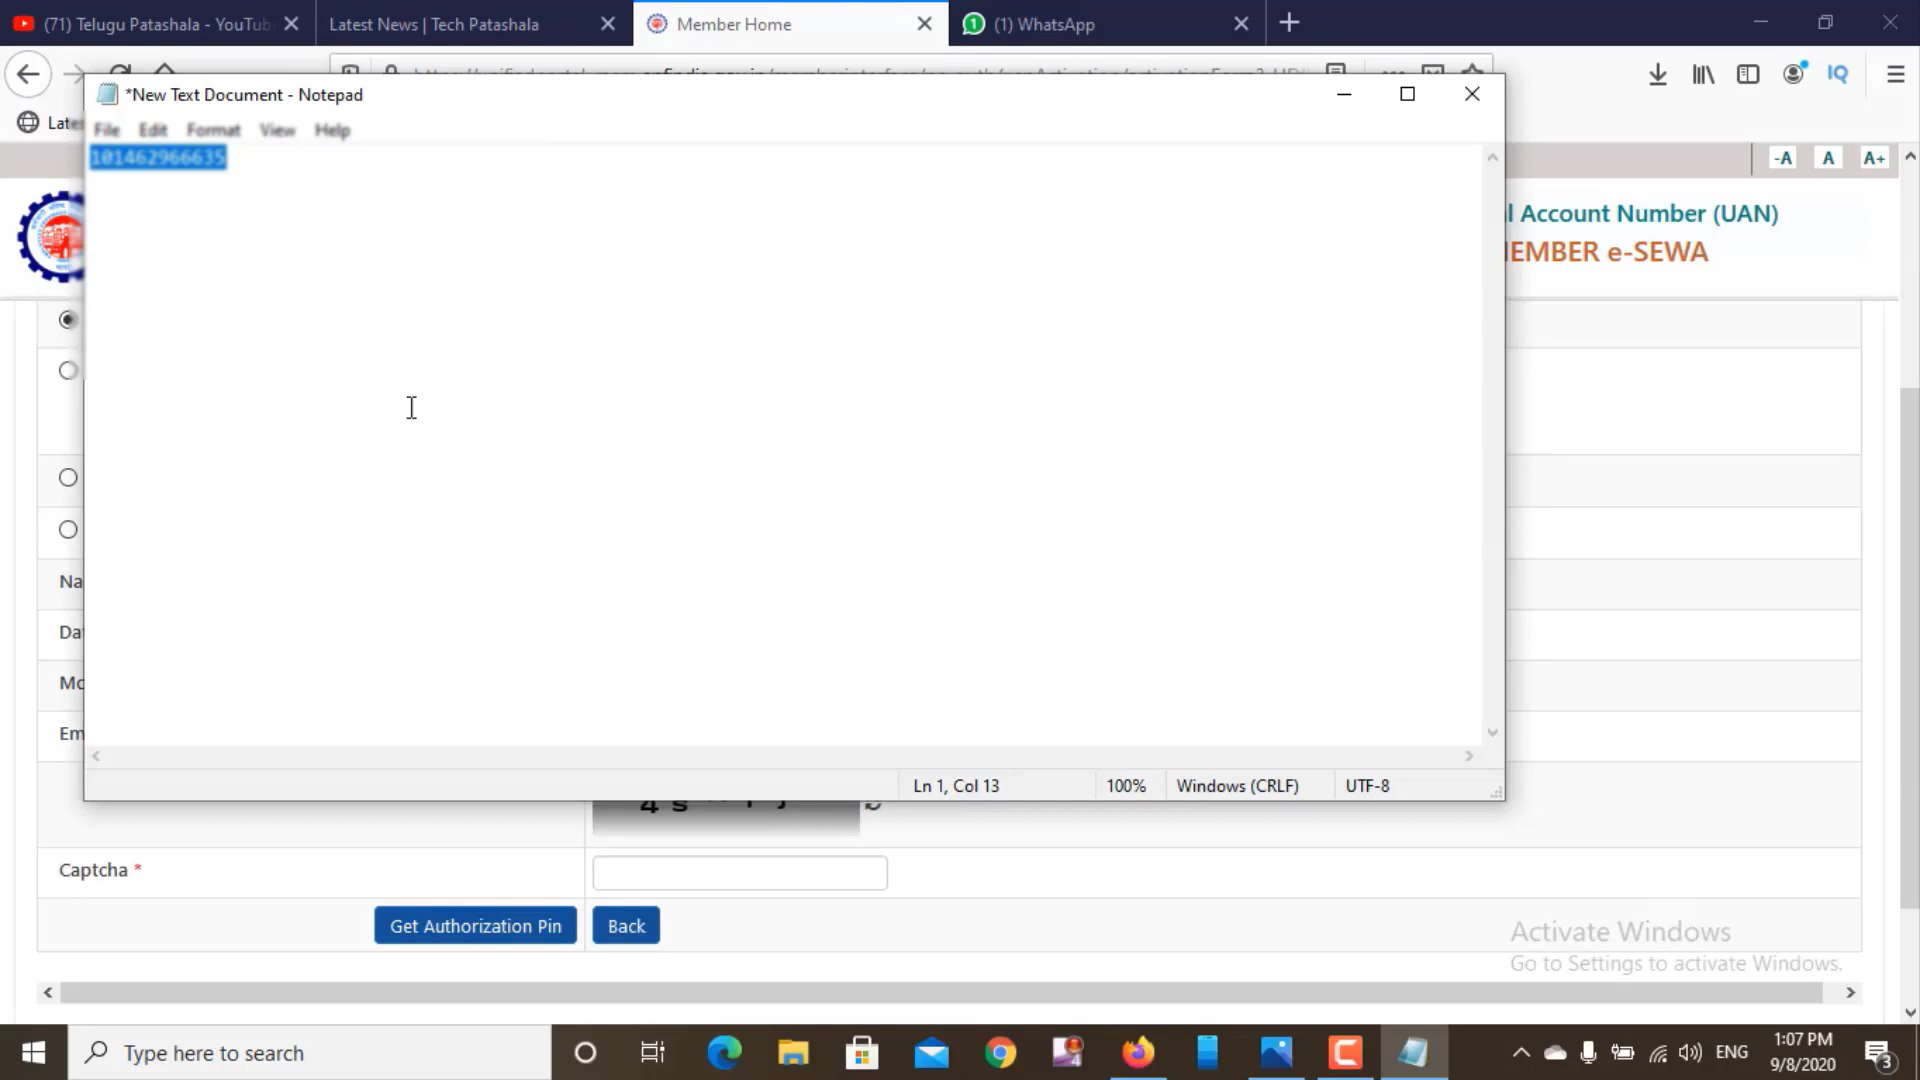 (71) Telugu Patashala - YouTub
Latest News | Tech Patashala
Member Home
(1) WhatsApp
*New Text Document - Notepad
IQ
File Edit Format View Help
101462966635
-A A A+
l Account Number (UAN)
EMBER e-SEWA
Na
Da
Mo
Em
Ln 1, Col 13
100%
Windows (CRLF)
UTF-8
Captcha *
Get Authorization Pin
Back
Activate Windows
Go to Settings to activate Windows.
Type here to search
ENG
1:07 PM
9/8/2020
3